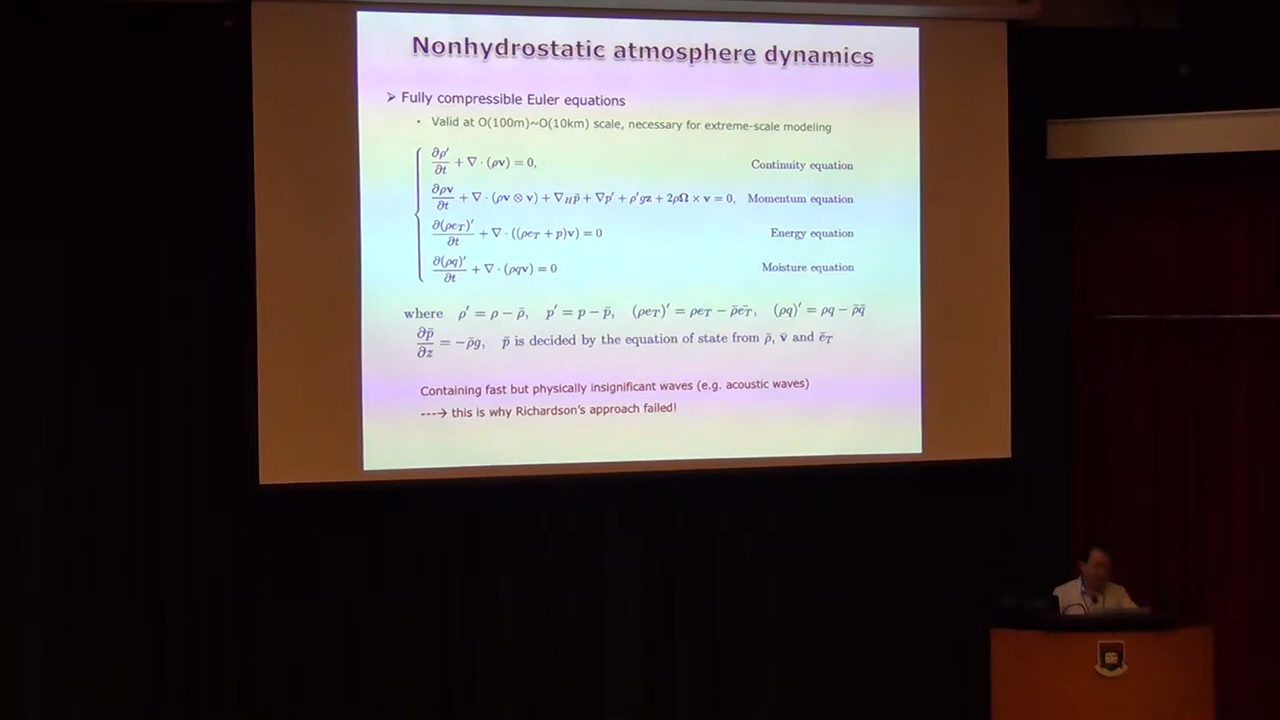 Nonhydrostatic atmosphere dynamics
➢ Fully compressible Euler equations
• Valid at O(100m)~O(10km) scale, necessary for extreme-scale modeling
∂ρ′/∂t + ∇ · (ρv) = 0, Continuity equation
∂ρv/∂t + ∇ · (ρv ⊗ v) + ∇_H p̄ + ∇p′ + ρ′gz + 2ρΩ × v = 0, Momentum equation
∂(ρe_T)′/∂t + ∇ · ((ρe_T + p)v) = 0 Energy equation
∂(ρq)′/∂t + ∇ · (ρqv) = 0 Moisture equation
where ρ′ = ρ − ρ̄, p′ = p − p̄, (ρe_T)′ = ρe_T − ρ̄ē_T, (ρq)′ = ρq − ρ̄q̄
∂p̄/∂z = −ρ̄g, p̄ is decided by the equation of state from ρ̄, v̄ and ē_T
Containing fast but physically insignificant waves (e.g. acoustic waves)
---→ this is why Richardson's approach failed!